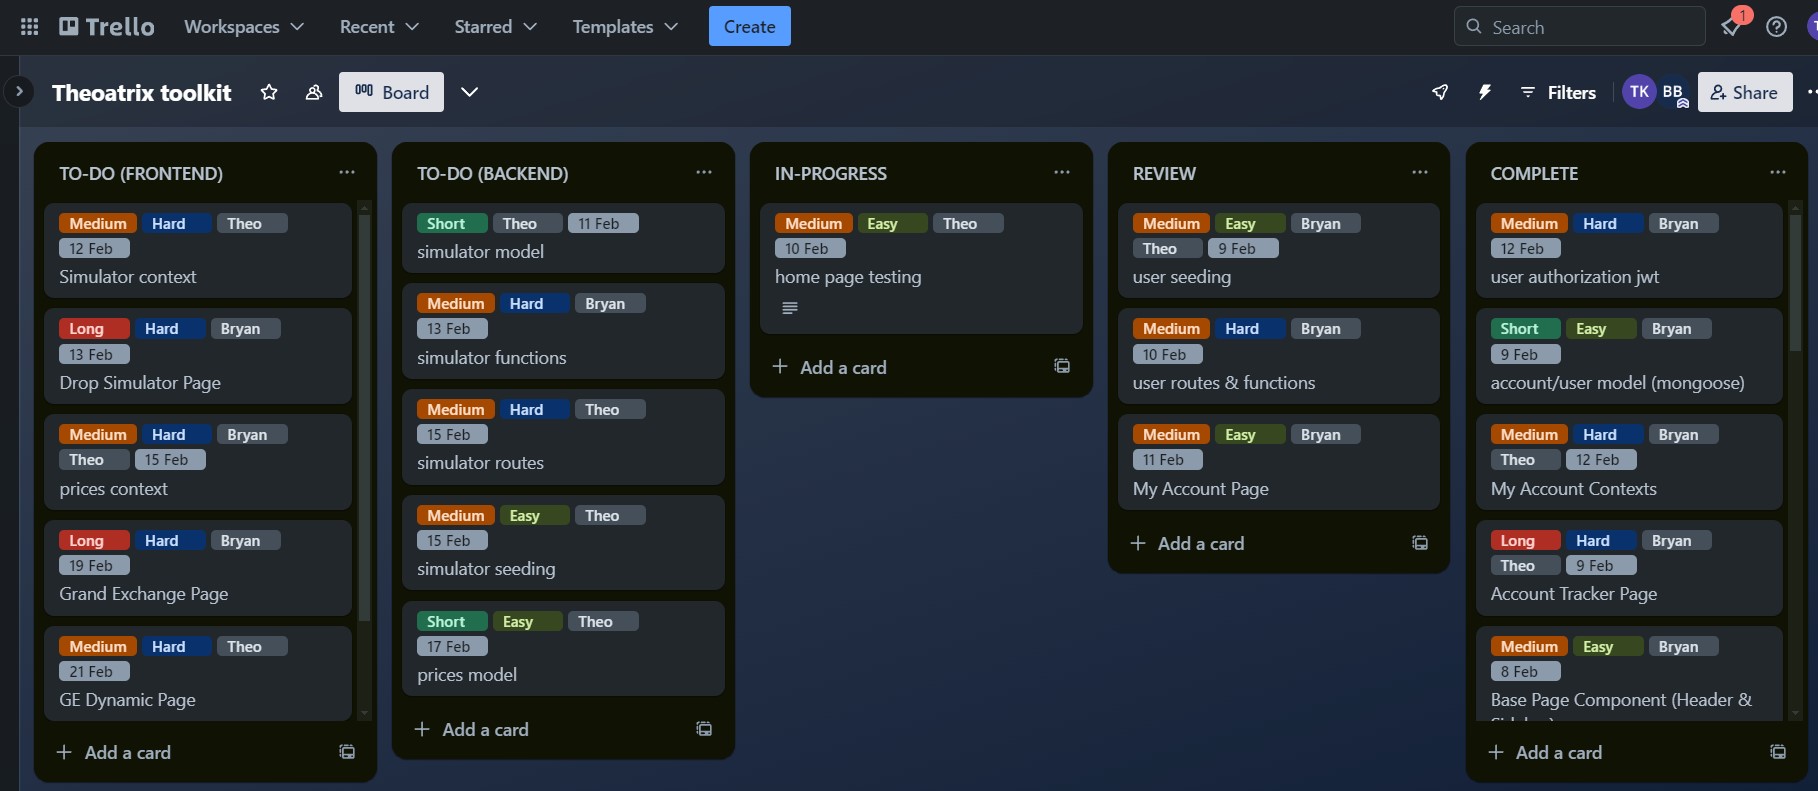 Trello Workspaces Recent Starred Templates Create Search 1
Theoatrix toolkit Board Filters TK BB Share
TO-DO (FRONTEND)
Medium Hard Theo
12 Feb
Simulator context
Long Hard Bryan
13 Feb
Drop Simulator Page
Medium Hard Bryan
Theo 15 Feb
prices context
Long Hard Bryan
19 Feb
Grand Exchange Page
Medium Hard Theo
21 Feb
GE Dynamic Page
Add a card
TO-DO (BACKEND)
Short Theo 11 Feb
simulator model
Medium Hard Bryan
13 Feb
simulator functions
Medium Hard Theo
15 Feb
simulator routes
Medium Easy Theo
15 Feb
simulator seeding
Short Easy Theo
17 Feb
prices model
Add a card
IN-PROGRESS
Medium Easy Theo
10 Feb
home page testing
Add a card
REVIEW
Medium Easy Bryan
Theo 9 Feb
user seeding
Medium Hard Bryan
10 Feb
user routes & functions
Medium Easy Bryan
11 Feb
My Account Page
Add a card
COMPLETE
Medium Hard Bryan
12 Feb
user authorization jwt
Short Easy Bryan
9 Feb
account/user model (mongoose)
Medium Hard Bryan
Theo 12 Feb
My Account Contexts
Long Hard Bryan
Theo 9 Feb
Account Tracker Page
Medium Easy Bryan
8 Feb
Base Page Component (Header &
Add a card